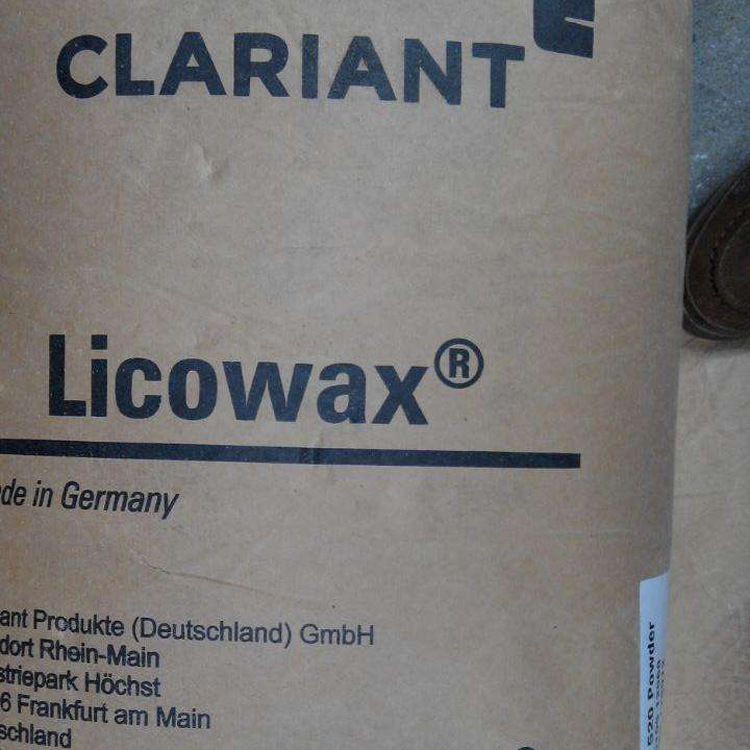 CLARIANT
Licowax®
de in Germany
ant Produkte (Deutschland) GmbH
dort Rhein-Main
striepark Höchst
6 Frankfurt am Main
schland
520 Powder